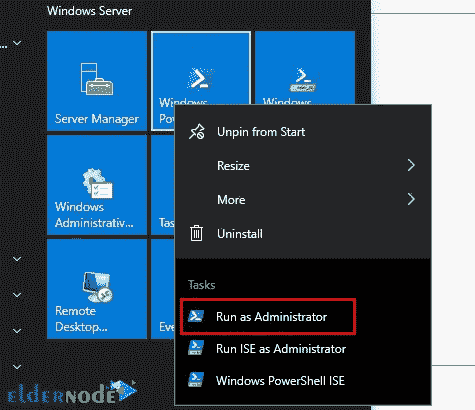 Windows Server
Server Manager
Windows
Pow
Windows
Unpin from Start
Resize
More
Uninstall
Windows
Administrativ...
Tas
Tasks
Run as Administrator
Run ISE as Administrator
Windows PowerShell ISE
Remote
Desktop...
Eve
eldernode